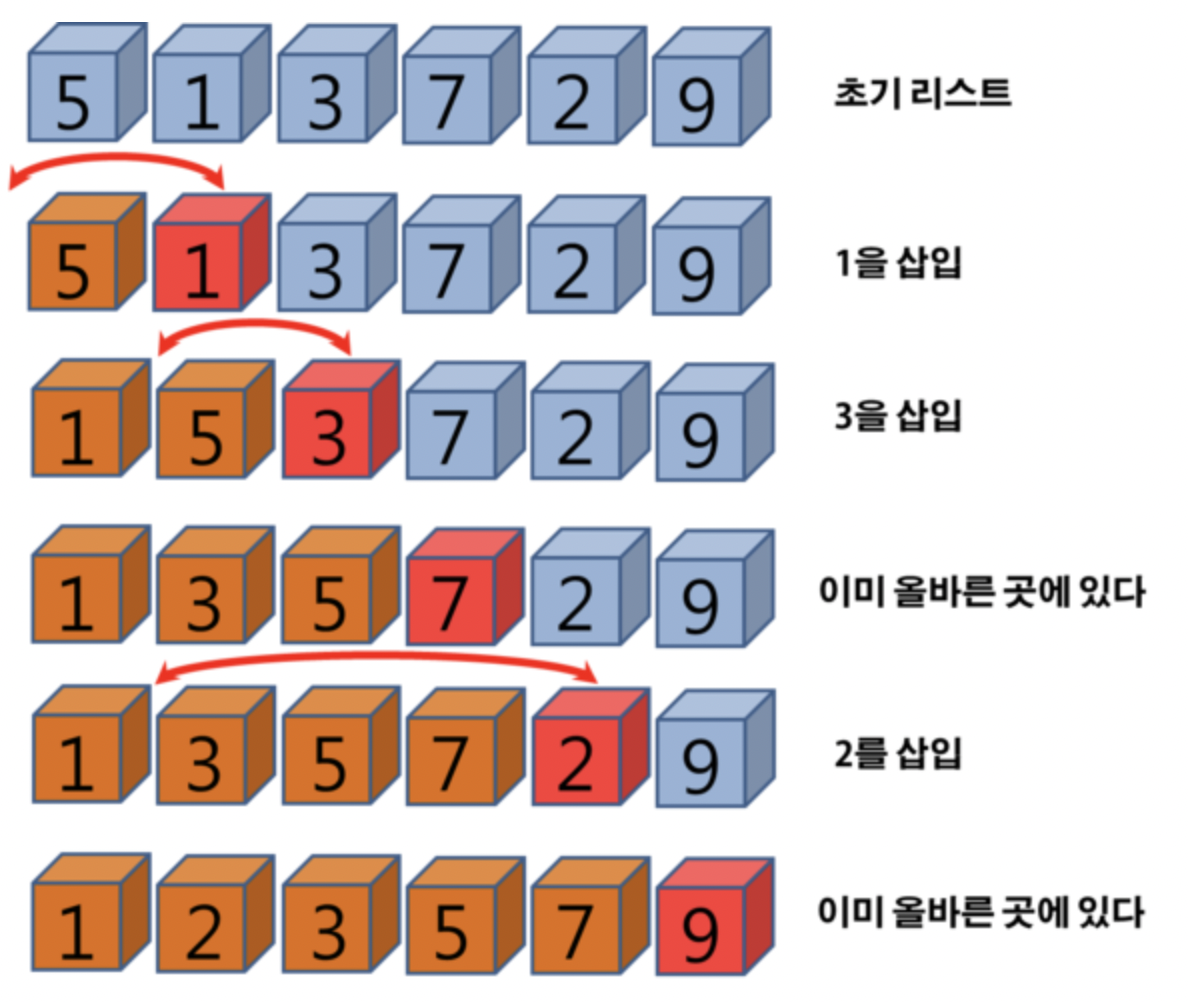 5 1 3 7 2 9 초기 리스트
5 1 3 7 2 9 1을 삽입
1 5 3 7 2 9 3을 삽입
1 3 5 7 2 9 이미 올바른 곳에 있다
1 3 5 7 2 9 2를 삽입
1 2 3 5 7 9 이미 올바른 곳에 있다